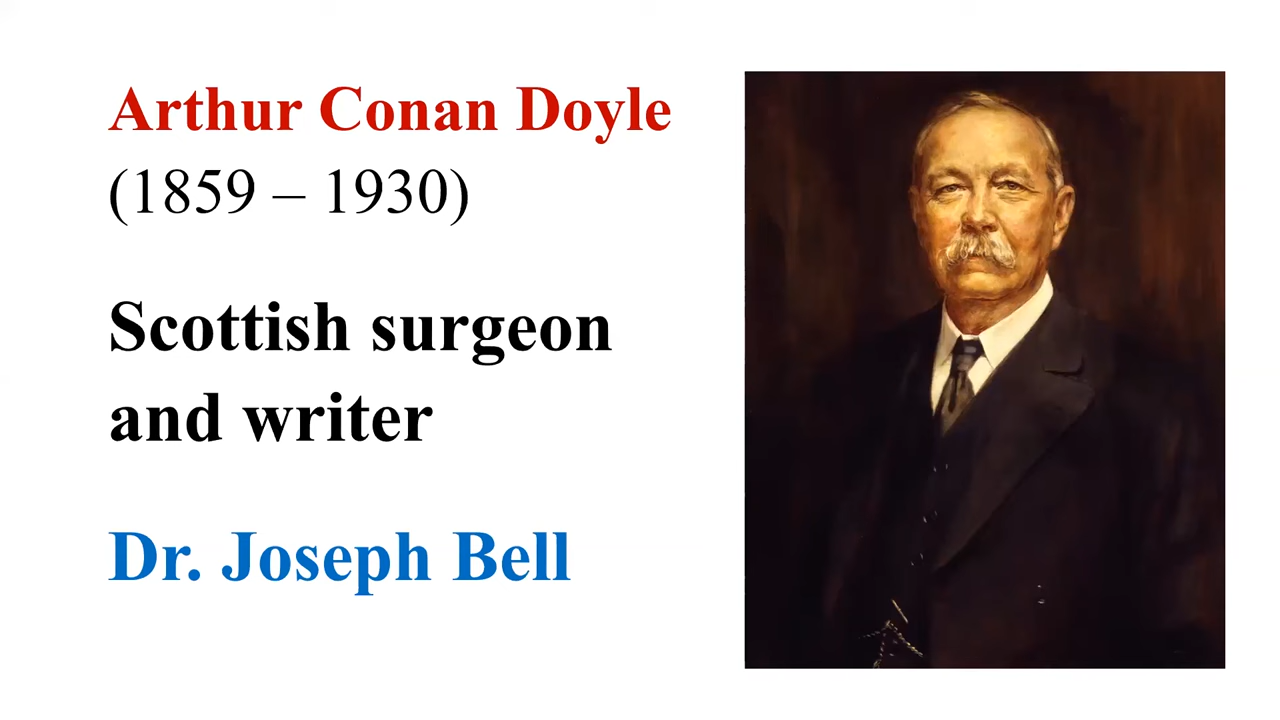 Arthur Conan Doyle
(1859 – 1930)
Scottish surgeon
and writer
Dr. Joseph Bell